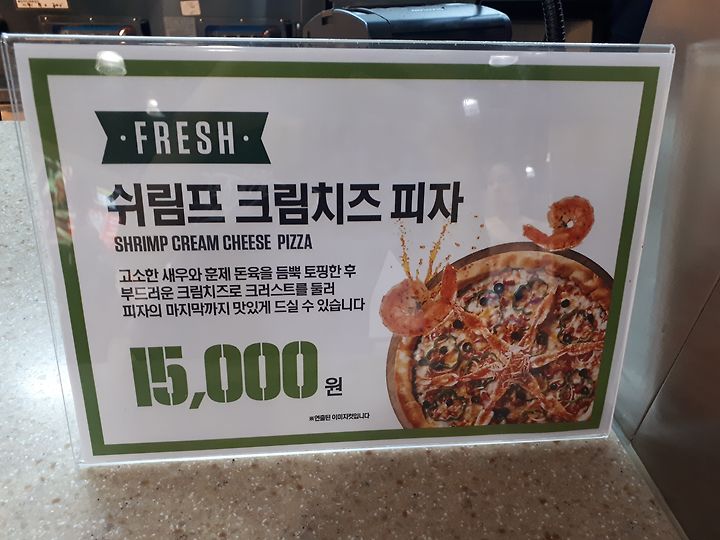 ·FRESH·
쉬림프 크림치즈 피자
SHRIMP CREAM CHEESE PIZZA
고소한 새우와 훈제 돈육을 듬뿍 토핑한 후
부드러운 크림치즈로 크러스트를 둘러
피자의 마지막까지 맛있게 드실 수 있습니다
15,000 원
※연출된 이미지컷입니다